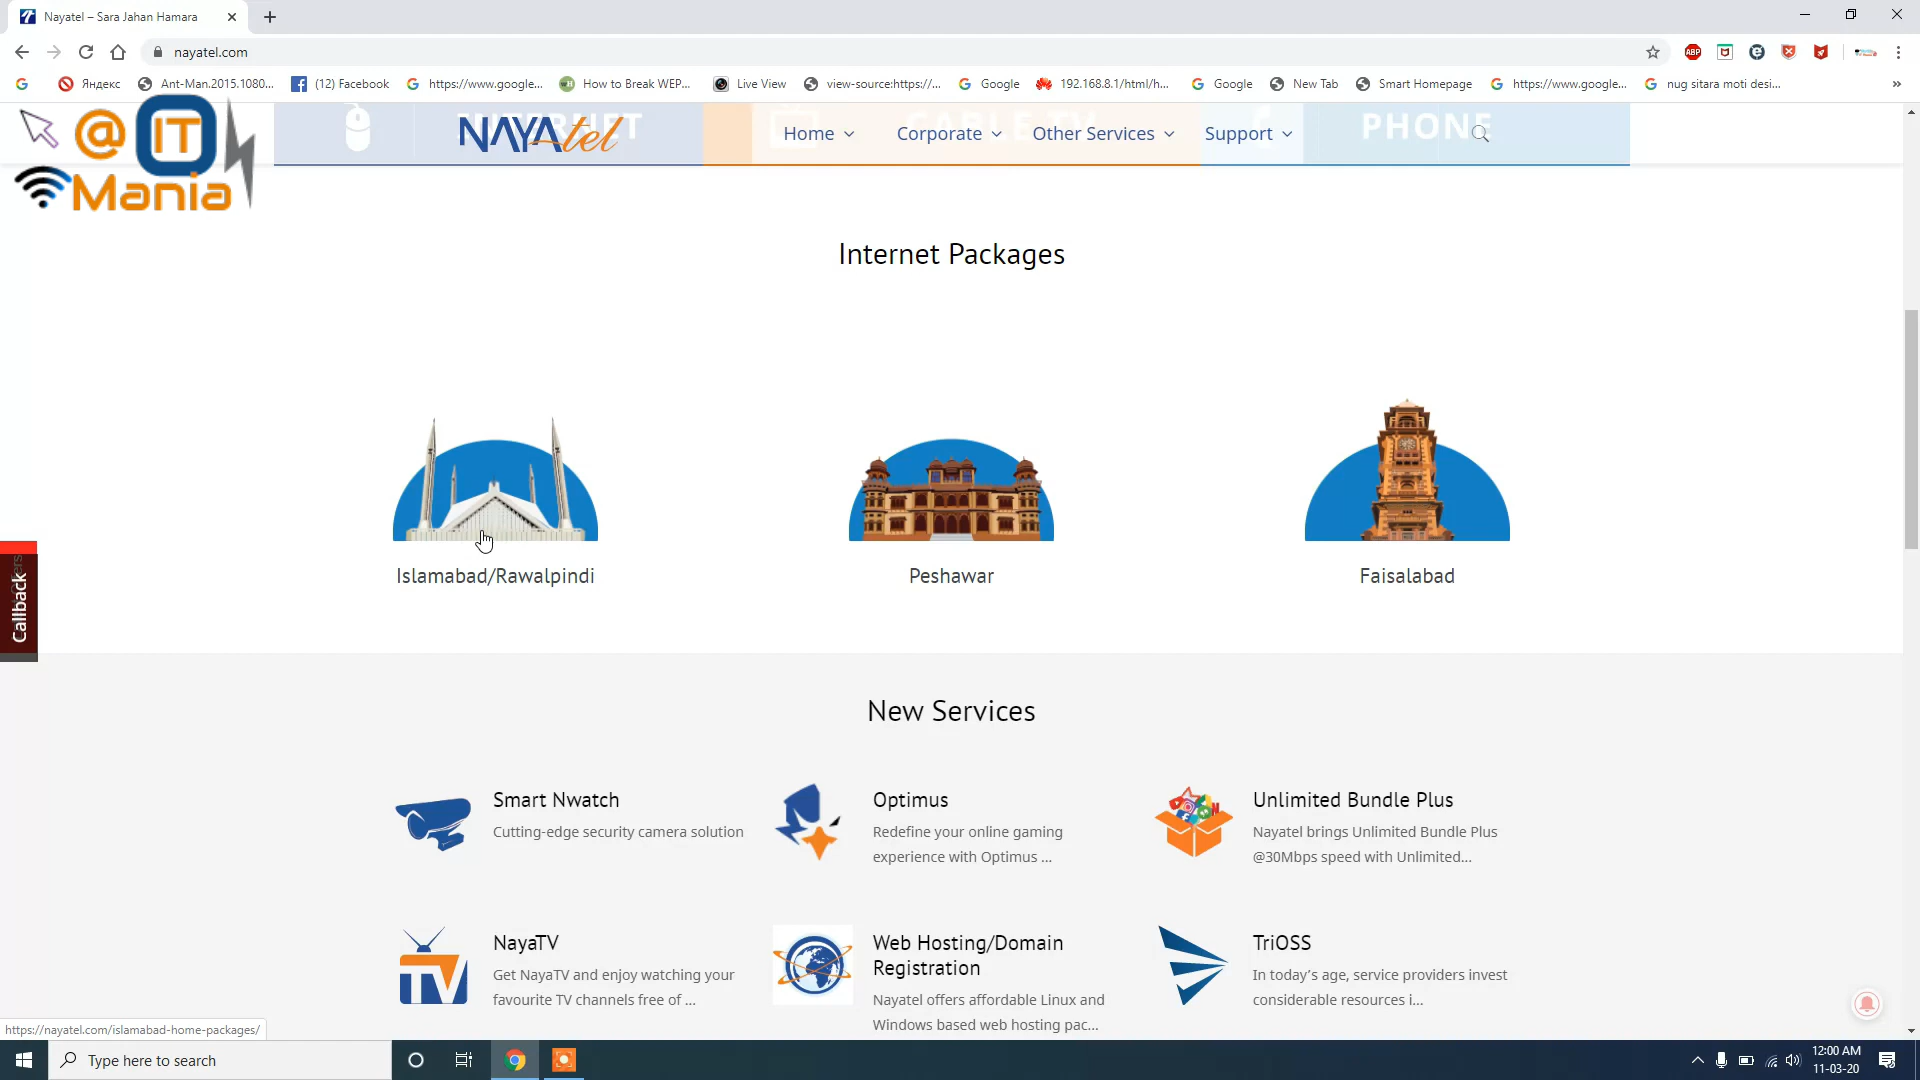 Nayatel – Sara Jahan Hamara
nayatel.com
Яндекс
Ant-Man.2015.1080...
(12) Facebook
https://www.google...
How to Break WEP...
Live View
view-source:https://...
Google
192.168.8.1/html/h...
Google
New Tab
Smart Homepage
https://www.google...
nug sitara moti desi...
»
@ IT
Mania
NAYAtel
Home
Corporate
Other Services
Support
PHONE
Internet Packages
Islamabad/Rawalpindi
Peshawar
Faisalabad
Callback
New Services
Smart Nwatch
Cutting-edge security camera solution
Optimus
Redefine your online gaming
experience with Optimus ...
Unlimited Bundle Plus
Nayatel brings Unlimited Bundle Plus
@30Mbps speed with Unlimited...
NayaTV
Get NayaTV and enjoy watching your
favourite TV channels free of ...
TV
Web Hosting/Domain
Registration
Nayatel offers affordable Linux and
Windows based web hosting pac...
TriOSS
In today's age, service providers invest
considerable resources i...
https://nayatel.com/islamabad-home-packages/
Type here to search
12:00 AM
11-03-20